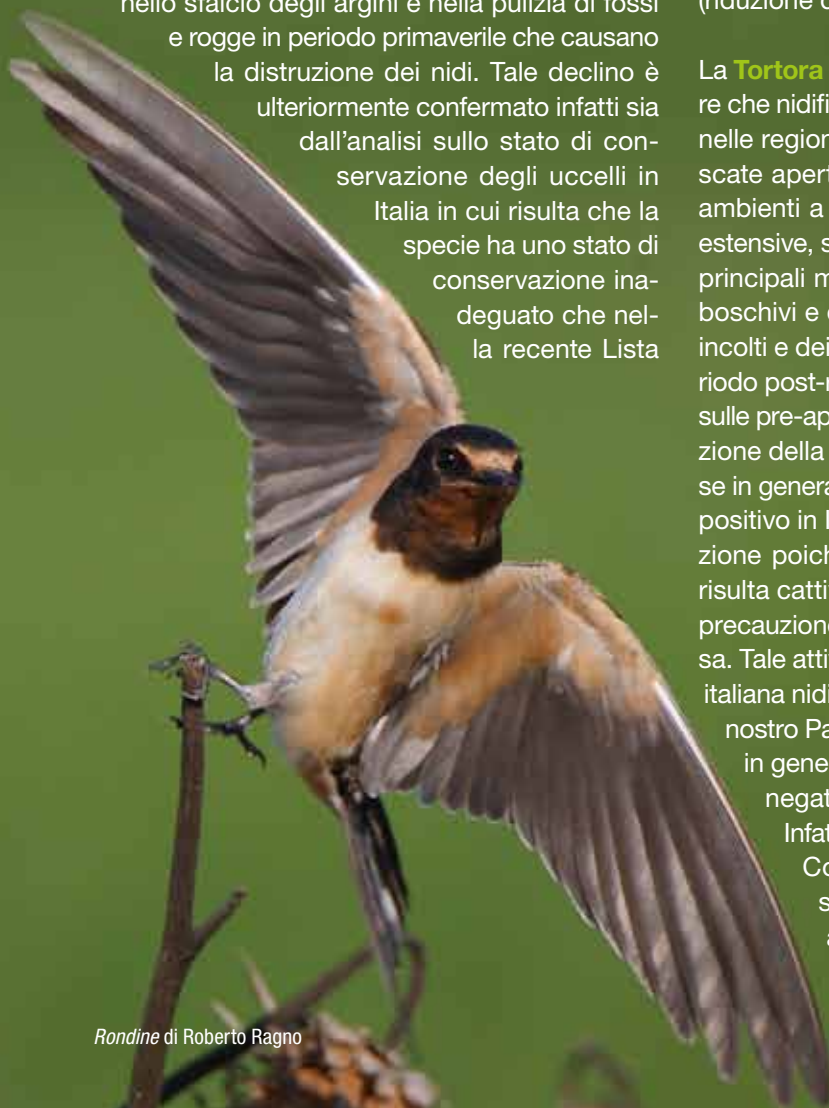 nello sfalcio degli argini e nella pulizia di fossi
e rogge in periodo primaverile che causano
la distruzione dei nidi. Tale declino è
ulteriormente confermato infatti sia
dall’analisi sullo stato di con-
servazione degli uccelli in
Italia in cui risulta che la
specie ha uno stato di
conservazione ina-
deguato che nel-
la recente Lista
(riduzione
La Tortora
re che nidifi
nelle region
scate apert
ambienti a
estensive, s
principali m
boschivi e
incolti e dei
riodo post-r
sulle pre-ap
zione della
se in genera
positivo in
zione poich
risulta catti
precauzione
sa. Tale atti
italiana nidi
nostro Pa
in gene
negat
Infat
Co
s
a
Rondine di Roberto Ragno